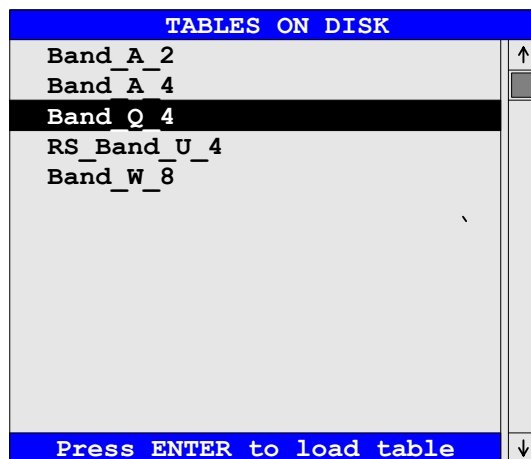 TABLES ON DISK
Band_A_2
Band_A_4
Band_Q_4
RS_Band_U_4
Band_W_8
Press ENTER to load table